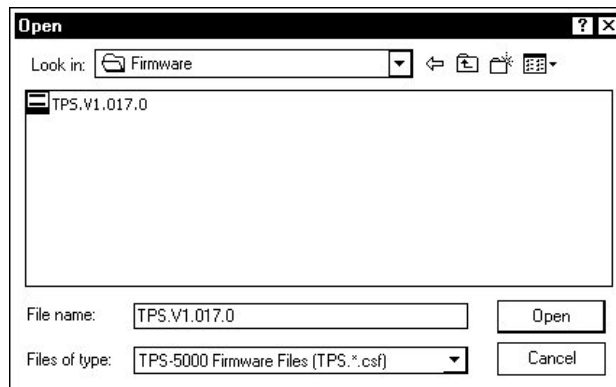 Open
Look in: Firmware
TPS.V1.017.0
File name: TPS.V1.017.0 Open
Files of type: TPS-5000 Firmware Files (TPS.*.csf) Cancel